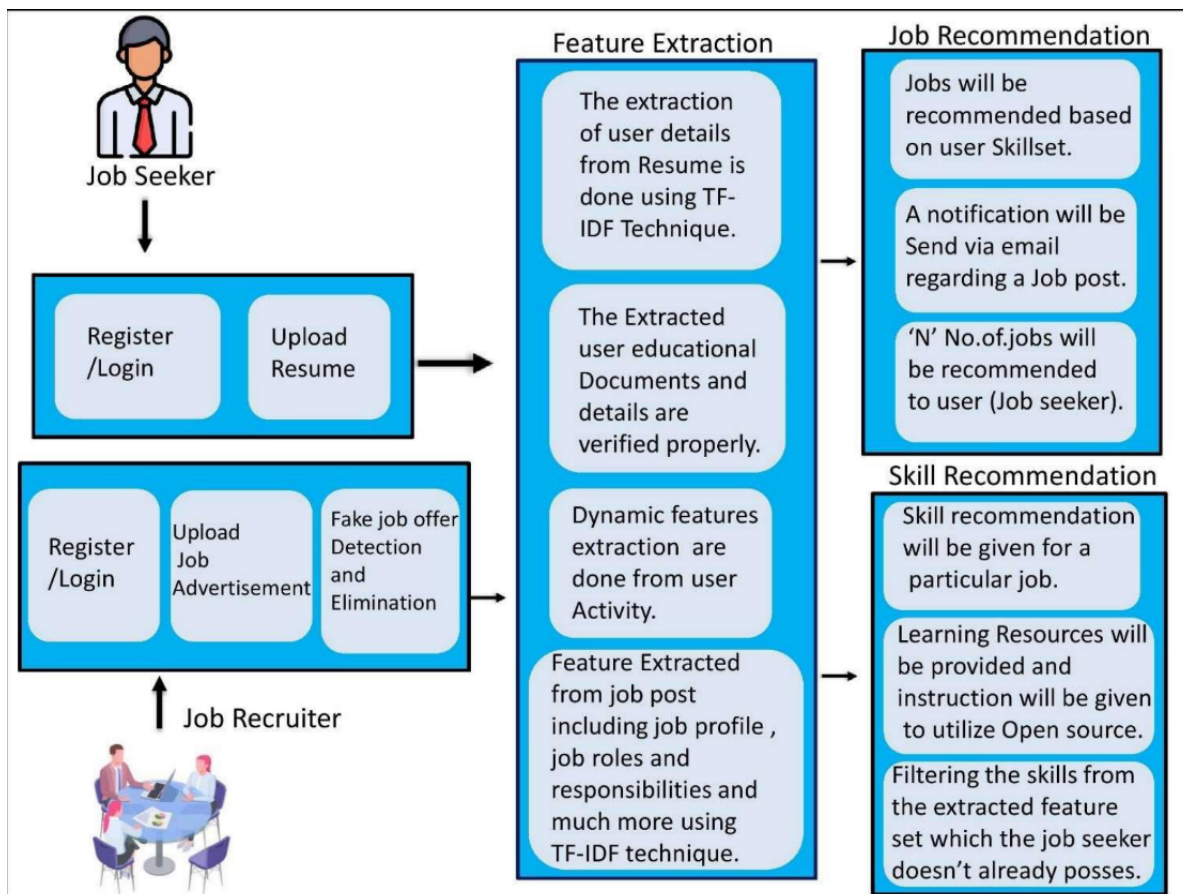 Job Seeker
Register
/Login
Upload
Resume
Register
/Login
Upload
Job
Advertisement
Fake job offer
Detection
and
Elimination
Job Recruiter
Feature Extraction
The extraction
of user details
from Resume is
done using TF-
IDF Technique.
The Extracted
user educational
Documents and
details are
verified properly.
Dynamic features
extraction are
done from user
Activity.
Feature Extracted
from job post
including job profile ,
job roles and
responsibilities and
much more using
TF-IDF technique.
Job Recommendation
Jobs will be
recommended based
on user Skillset.
A notification will be
Send via email
regarding a Job post.
‘N’ No.of.jobs will
be recommended
to user (Job seeker).
Skill Recommendation
Skill recommendation
will be given for a
particular job.
Learning Resources will
be provided and
instruction will be given
to utilize Open source.
Filtering the skills from
the extracted feature
set which the job seeker
doesn’t already posses.